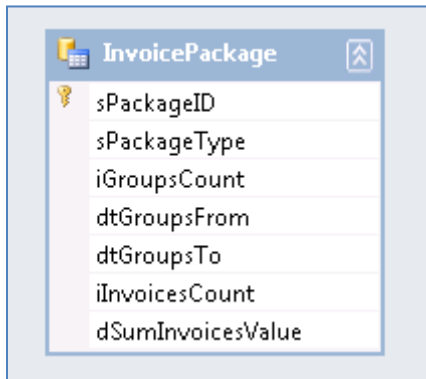 InvoicePackage
sPackageID
sPackageType
iGroupsCount
dtGroupsFrom
dtGroupsTo
iInvoicesCount
dSumInvoicesValue